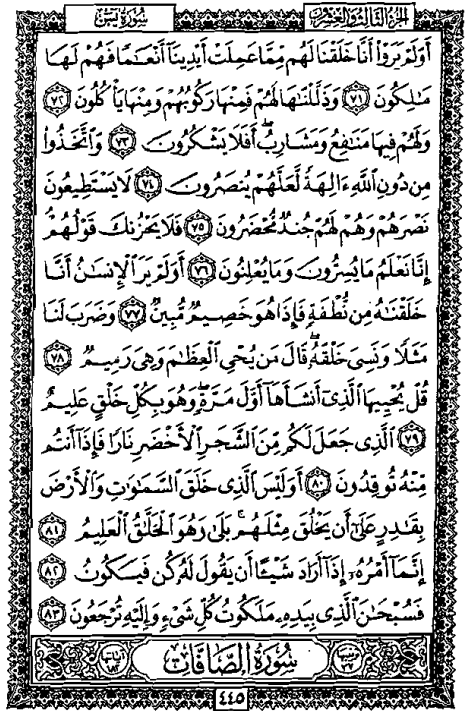 الجزء الثالث والعشرون
سورة يس
أَوَلَمْ يَرَوْا۟ أَنَّا خَلَقْنَا لَهُم مِّمَّا عَمِلَتْ أَيْدِينَآ أَنْعَـٰمًا فَهُمْ لَهَا
مَـٰلِكُونَ ٧١ وَذَلَّلْنَـٰهَا لَهُمْ فَمِنْهَا رَكُوبُهُمْ وَمِنْهَا يَأْكُلُونَ ٧٢
وَلَهُمْ فِيهَا مَنَـٰفِعُ وَمَشَارِبُ ۖ أَفَلَا يَشْكُرُونَ ٧٣ وَٱتَّخَذُوا۟
مِن دُونِ ٱللَّهِ ءَالِهَةً لَّعَلَّهُمْ يُنصَرُونَ ٧٤ لَا يَسْتَطِيعُونَ
نَصْرَهُمْ وَهُمْ لَهُمْ جُندٌ مُّحْضَرُونَ ٧٥ فَلَا يَحْزُنكَ قَوْلُهُمْ ۘ
إِنَّا نَعْلَمُ مَا يُسِرُّونَ وَمَا يُعْلِنُونَ ٧٦ أَوَلَمْ يَرَ ٱلْإِنسَـٰنُ أَنَّا
خَلَقْنَـٰهُ مِن نُّطْفَةٍ فَإِذَا هُوَ خَصِيمٌ مُّبِينٌ ٧٧ وَضَرَبَ لَنَا
مَثَلًا وَنَسِىَ خَلْقَهُۥ ۖ قَالَ مَن يُحْىِ ٱلْعِظَـٰمَ وَهِىَ رَمِيمٌ ٧٨
قُلْ يُحْيِيهَا ٱلَّذِىٓ أَنشَأَهَآ أَوَّلَ مَرَّةٍ ۖ وَهُوَ بِكُلِّ خَلْقٍ عَلِيمٌ
٧٩ ٱلَّذِى جَعَلَ لَكُم مِّنَ ٱلشَّجَرِ ٱلْأَخْضَرِ نَارًا فَإِذَآ أَنتُم
مِّنْهُ تُوقِدُونَ ٨٠ أَوَلَيْسَ ٱلَّذِى خَلَقَ ٱلسَّمَـٰوَٰتِ وَٱلْأَرْضَ
بِقَـٰدِرٍ عَلَىٰٓ أَن يَخْلُقَ مِثْلَهُم ۚ بَلَىٰ وَهُوَ ٱلْخَلَّـٰقُ ٱلْعَلِيمُ ٨١
إِنَّمَآ أَمْرُهُۥٓ إِذَآ أَرَادَ شَيْـًٔا أَن يَقُولَ لَهُۥ كُن فَيَكُونُ ٨٢
فَسُبْحَـٰنَ ٱلَّذِى بِيَدِهِۦ مَلَكُوتُ كُلِّ شَىْءٍ وَإِلَيْهِ تُرْجَعُونَ ٨٣
سُورَةُ ٱلصَّافَّاتِ
٤٤٥